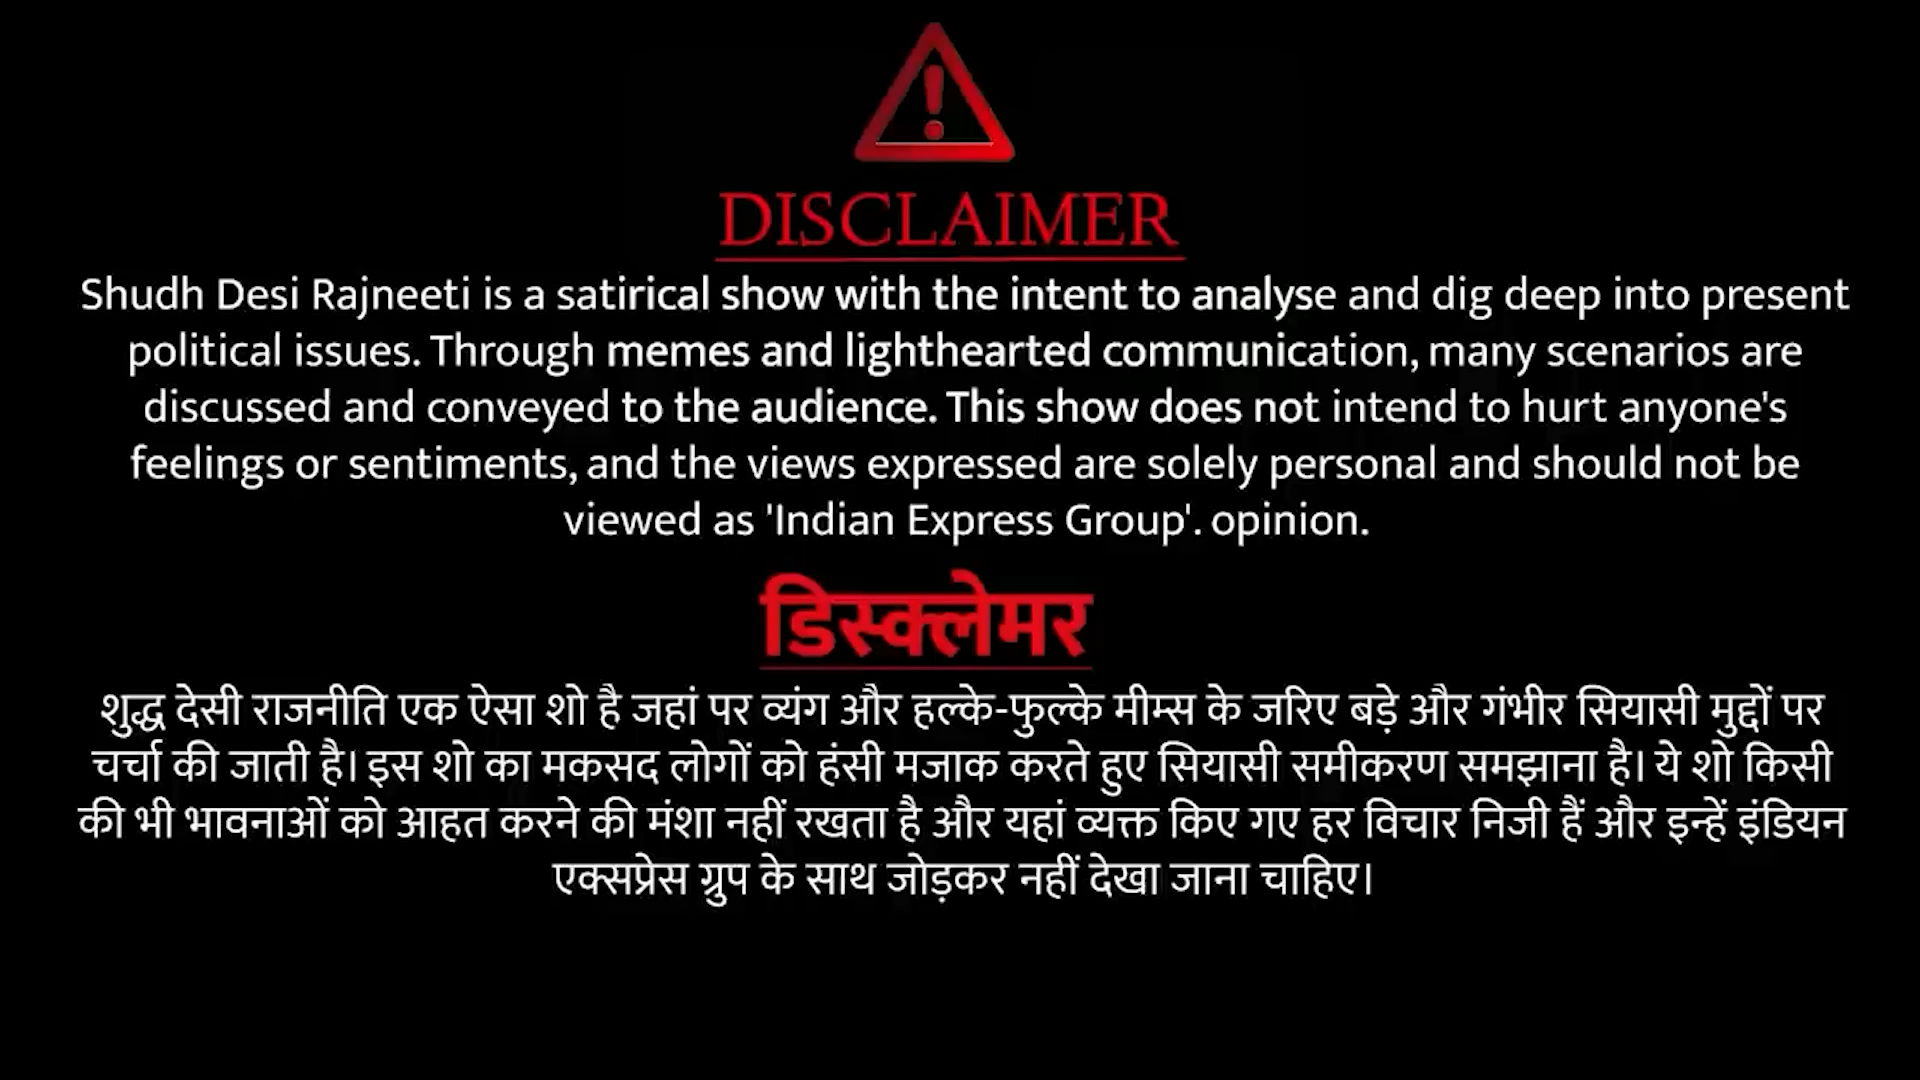 DISCLAIMER
Shudh Desi Rajneeti is a satirical show with the intent to analyse and dig deep into present
political issues. Through memes and lighthearted communication, many scenarios are
discussed and conveyed to the audience. This show does not intend to hurt anyone's
feelings or sentiments, and the views expressed are solely personal and should not be
viewed as 'Indian Express Group'. opinion.
डिस्क्लेमर
शुद्ध देसी राजनीति एक ऐसा शो है जहां पर व्यंग और हल्के-फुल्के मीम्स के जरिए बड़े और गंभीर सियासी मुद्दों पर
चर्चा की जाती है। इस शो का मकसद लोगों को हंसी मजाक करते हुए सियासी समीकरण समझाना है। ये शो किसी
की भी भावनाओं को आहत करने की मंशा नहीं रखता है और यहां व्यक्त किए गए हर विचार निजी हैं और इन्हें इंडियन
एक्सप्रेस ग्रुप के साथ जोड़कर नहीं देखा जाना चाहिए।